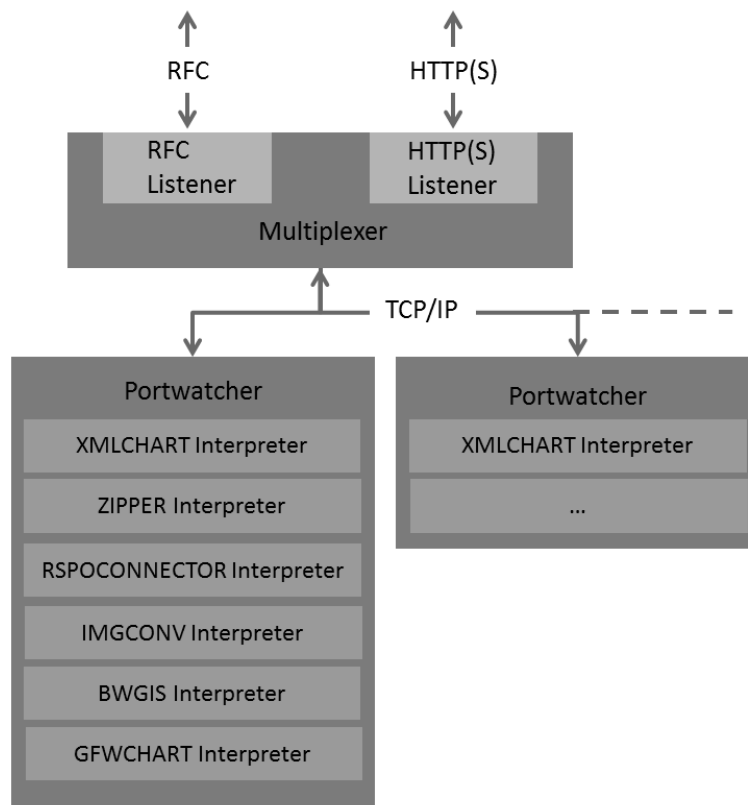 RFC
HTTP(S)
RFC
Listener
HTTP(S)
Listener
Multiplexer
TCP/IP
Portwatcher
XMLCHART Interpreter
ZIPPER Interpreter
RSPOCONNECTOR Interpreter
IMGCONV Interpreter
BWGIS Interpreter
GFWCHART Interpreter
Portwatcher
XMLCHART Interpreter
...